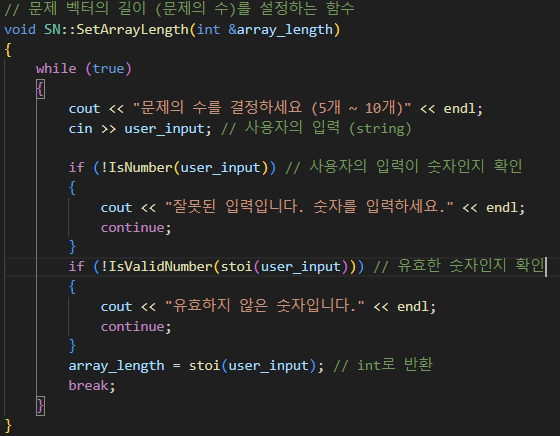 // 문제 벡터의 길이 (문제의 수)를 설정하는 함수
void SN::SetArrayLength(int &array_length)
{
    while (true)
    {
        cout << "문제의 수를 결정하세요 (5개 ~ 10개)" << endl;
        cin >> user_input; // 사용자의 입력 (string)

        if (!IsNumber(user_input)) // 사용자의 입력이 숫자인지 확인
        {
            cout << "잘못된 입력입니다. 숫자를 입력하세요." << endl;
            continue;
        }
        if (!IsValidNumber(stoi(user_input))) // 유효한 숫자인지 확인
        {
            cout << "유효하지 않은 숫자입니다." << endl;
            continue;
        }
        array_length = stoi(user_input); // int로 반환
        break;
    }
}